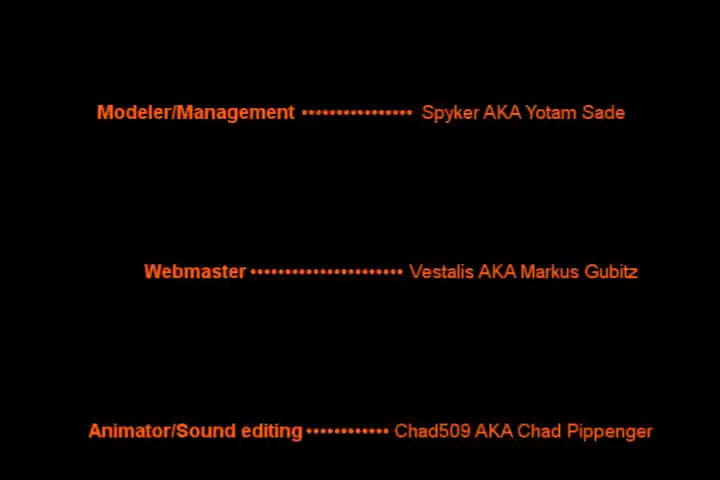 Modeler/Management ················ Spyker AKA Yotam Sade
Webmaster ······················ Vestalis AKA Markus Gubitz
Animator/Sound editing ············ Chad509 AKA Chad Pippenger